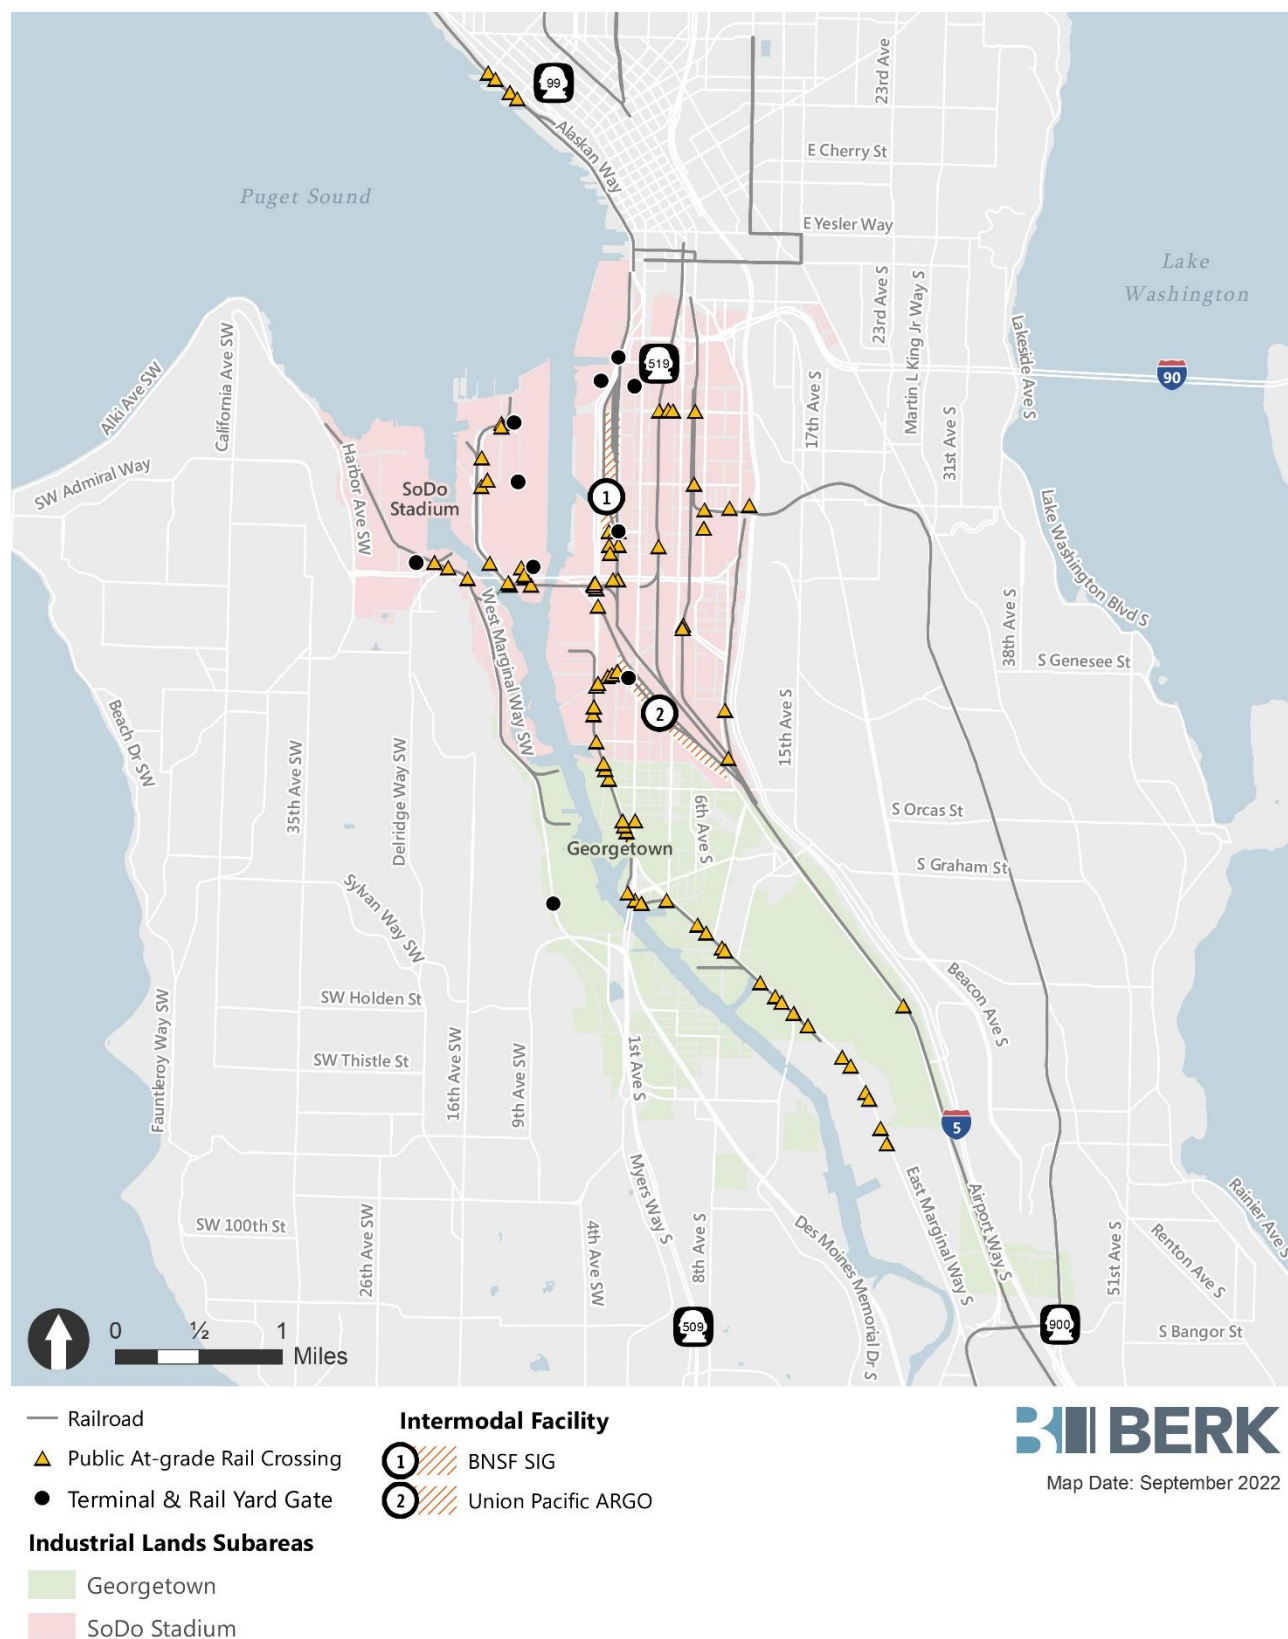 99
23rd Ave
Alaskan Way
E Cherry St
Puget Sound
E Yesler Way
Lake
Washington
23rd Ave S
Martin L King Jr Way S
Lakeside Ave S
Alki Ave SW
California Ave SW
519
90
17th Ave S
31st Ave S
SW Admiral Way
Harbor Ave SW
SoDo
Stadium
1
Lake Washington Blvd S
West Marginal Way SW
38th Ave S
S Genesee St
Beach Dr SW
35th Ave SW
Delridge Way SW
2
15th Ave S
6th Ave S
S Orcas St
Georgetown
S Graham St
Sylvan Way SW
Fauntleroy Way SW
SW Holden St
Beacon Ave S
SW Thistle St
16th Ave SW
9th Ave SW
1st Ave S
5
Myers Way S
East Marginal Way S
Airport Way S
Rainier Ave S
SW 100th St
26th Ave SW
4th Ave SW
8th Ave S
Des Moines Memorial Dr S
51st Ave S
Renton Ave S
509
900
S Bangor St
0 ½ 1
Miles
Railroad
Public At-grade Rail Crossing
Terminal & Rail Yard Gate
Intermodal Facility
1 BNSF SIG
2 Union Pacific ARGO
Industrial Lands Subareas
Georgetown
SoDo Stadium
BERK
Map Date: September 2022